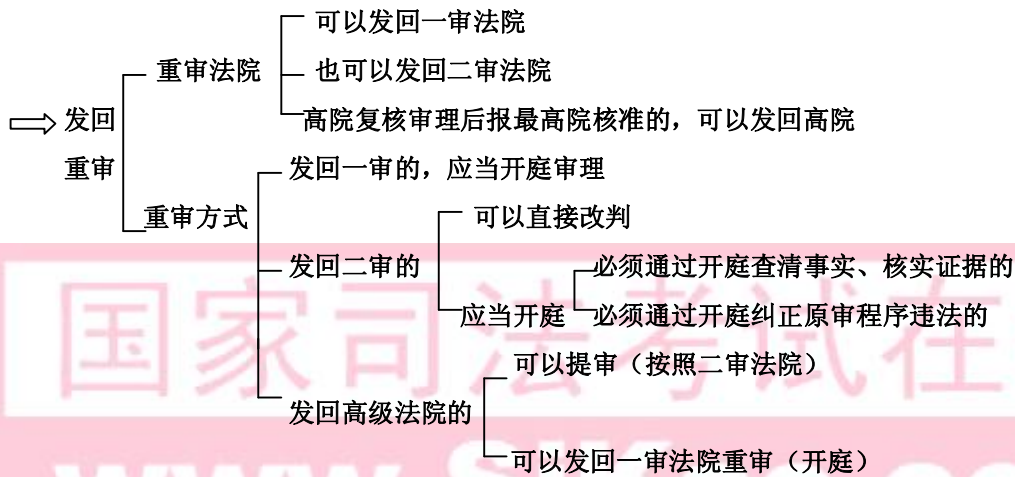 可以发回一审法院
重审法院
也可以发回二审法院
发回
重审
高院复核审理后报最高院核准的，可以发回高院
发回一审的，应当开庭审理
重审方式
可以直接改判
发回二审的
必须通过开庭查清事实、核实证据的
应当开庭
必须通过开庭纠正原审程序违法的
可以提审（按照二审法院）
发回高级法院的
可以发回一审法院重审（开庭）
国家司法考试在